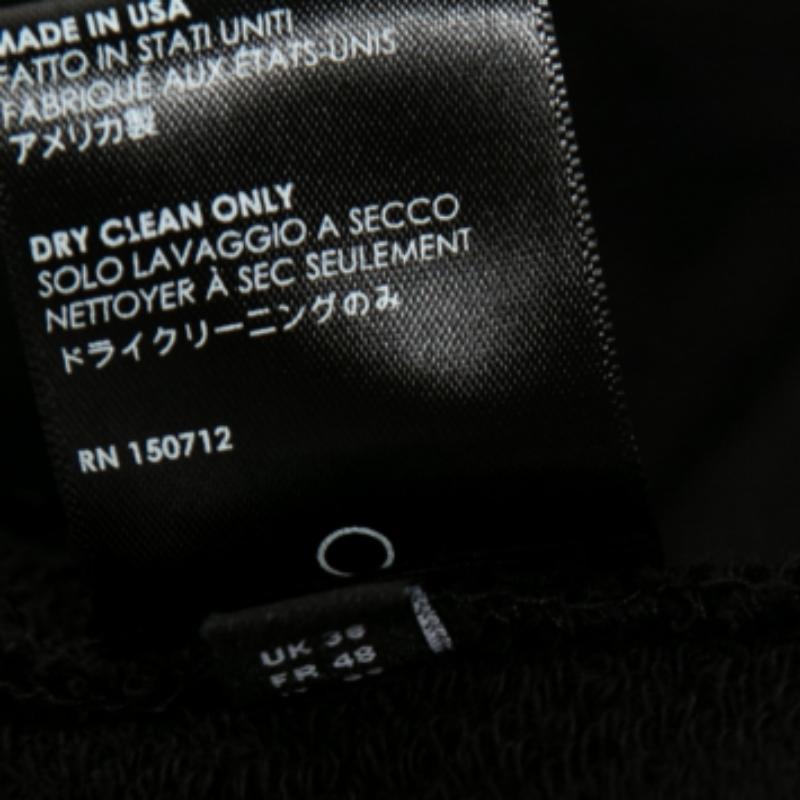 MADE IN USA
FATTO IN STATI UNITI
FABRIQUÉ AUX ÉTATS-UNIS
アメリカ製
DRY CLEAN ONLY
SOLO LAVAGGIO A SECCO
NETTOYER À SEC SEULEMENT
ドライクリーニングのみ
RN 150712
UK 38
FR 48